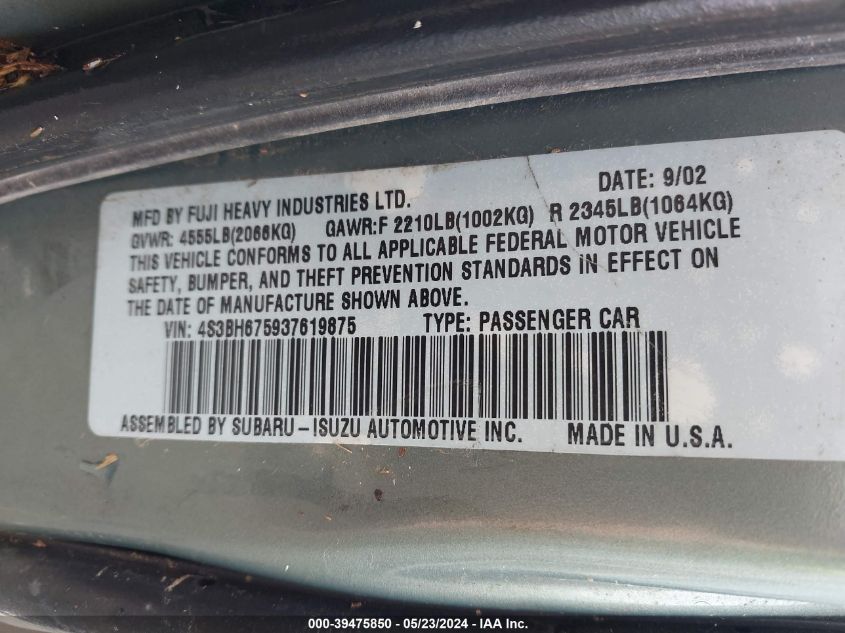 MFD BY FUJI HEAVY INDUSTRIES LTD. DATE: 9/02
GVWR: 4555LB(2066KG) GAWR:F 2210LB(1002KG) R 2345LB(1064KG)
THIS VEHICLE CONFORMS TO ALL APPLICABLE FEDERAL MOTOR VEHICLE
SAFETY, BUMPER, AND THEFT PREVENTION STANDARDS IN EFFECT ON
THE DATE OF MANUFACTURE SHOWN ABOVE.
VIN: 4S3BH675937619875 TYPE: PASSENGER CAR
ASSEMBLED BY SUBARU-ISUZU AUTOMOTIVE INC. MADE IN U.S.A.
000-39475850 - 05/23/2024 - IAA Inc.